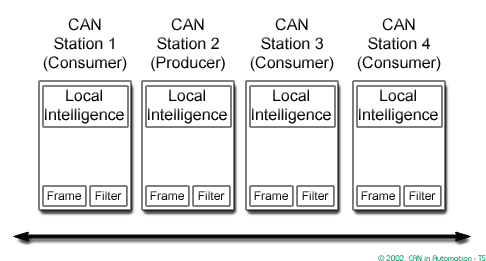 CAN Station 1 (Consumer)
CAN Station 2 (Producer)
CAN Station 3 (Consumer)
CAN Station 4 (Consumer)
Local Intelligence
Local Intelligence
Local Intelligence
Local Intelligence
Frame Filter
Frame Filter
Frame Filter
Frame Filter
© 2002. CAN in Automation - TS